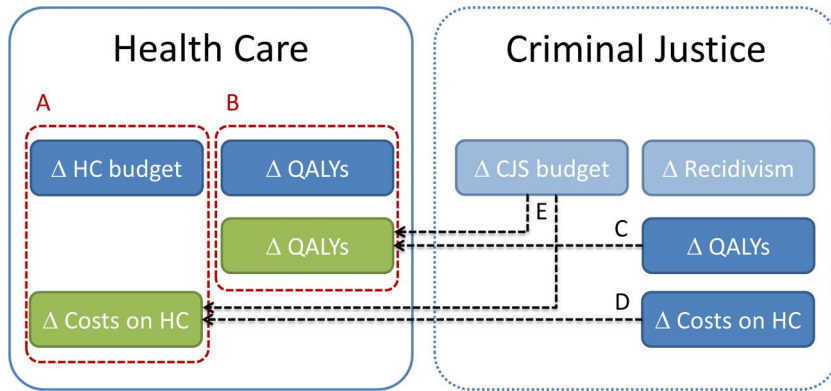 Health Care
Criminal Justice
A
B
Δ HC budget
Δ QALYs
Δ CJS budget
Δ Recidivism
E
C
Δ QALYs
Δ QALYs
D
Δ Costs on HC
Δ Costs on HC